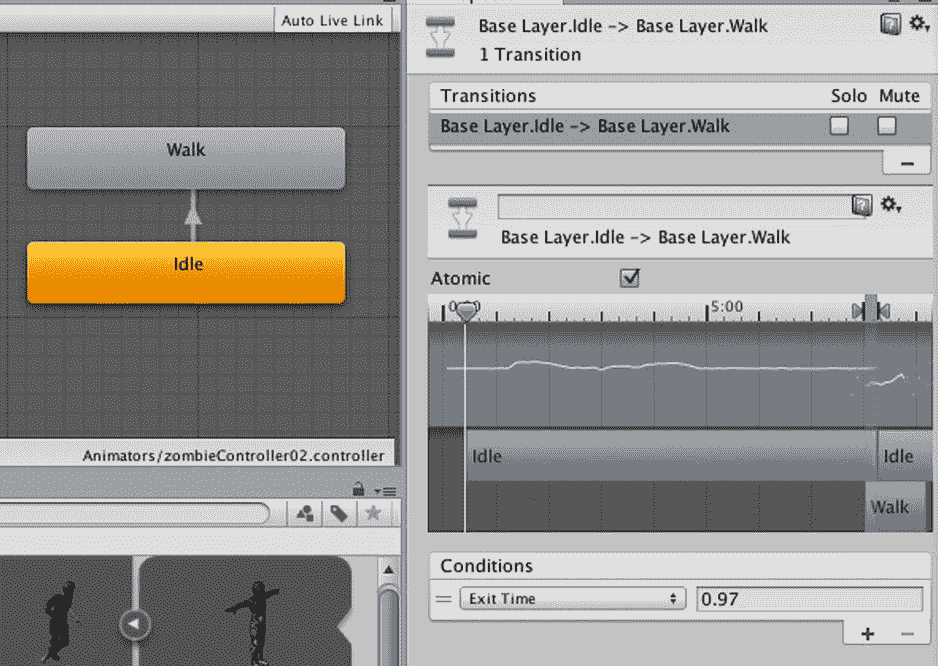 Auto Live Link
Walk
Idle
Animators/zombieController02.controller
Base Layer.Idle -> Base Layer.Walk
1 Transition
Transitions
Solo
Mute
Base Layer.Idle -> Base Layer.Walk
Base Layer.Idle -> Base Layer.Walk
Atomic
5:00
Idle
Idle
Walk
Conditions
Exit Time
0.97